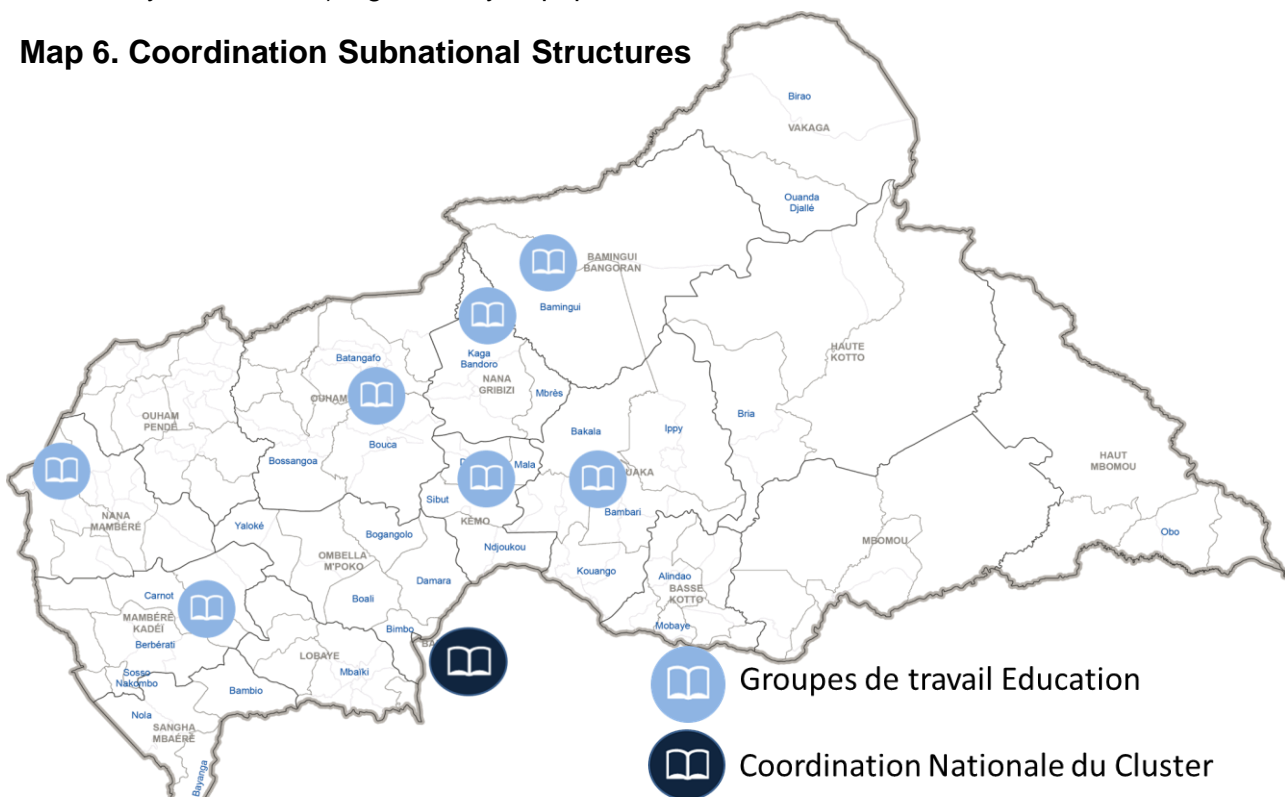 Map 6. Coordination Subnational Structures
Birao
VAKAGA
Ouanda
Djallé
BAMINGUI
BANGORAN
Bamingui
HAUTE
KOTTO
Batangafo
Kaga
Bandoro
NANA
GRIBIZI
Mbrès
OUHAM
OUHAM
PENDÉ
Bouca
Bakala
Ippy
Bria
Bossangoa
Mala
HAUT
MBOMOU
Sibut
Bambari
NANA
MAMBÉRÉ
Yaloké
Bogangolo
KÉMO
Ndjoukou
MBOMOU
Obo
OMBELLA
M'POKO
Damara
Kouango
Alindao
BASSE
KOTTO
Carnot
Boali
MAMBÉRÉ
KADÉÏ
Bimbo
Mobaye
Berbérati
LOBAYE
Mbaïki
Sosso
Nakombo
Bambio
Nola
SANGHA
MBAÉRÉ
Bayanga
Groupes de travail Education
Coordination Nationale du Cluster